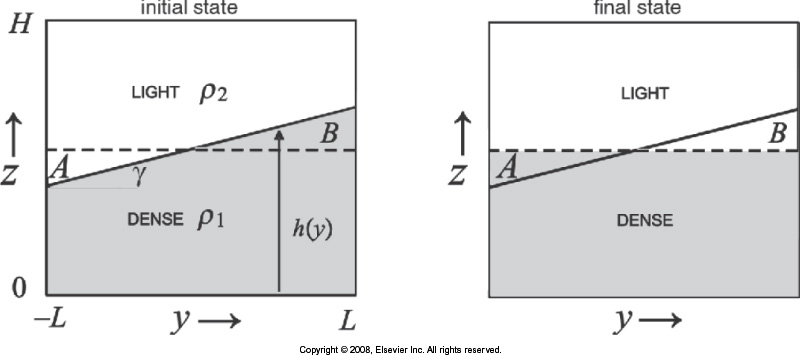 initial state
final state
H
LIGHT ρ₂
LIGHT
B
B
A
A
z
z
γ
DENSE ρ₁
h(y)
DENSE
0
–L
y
L
y
Copyright © 2008, Elsevier Inc. All rights reserved.